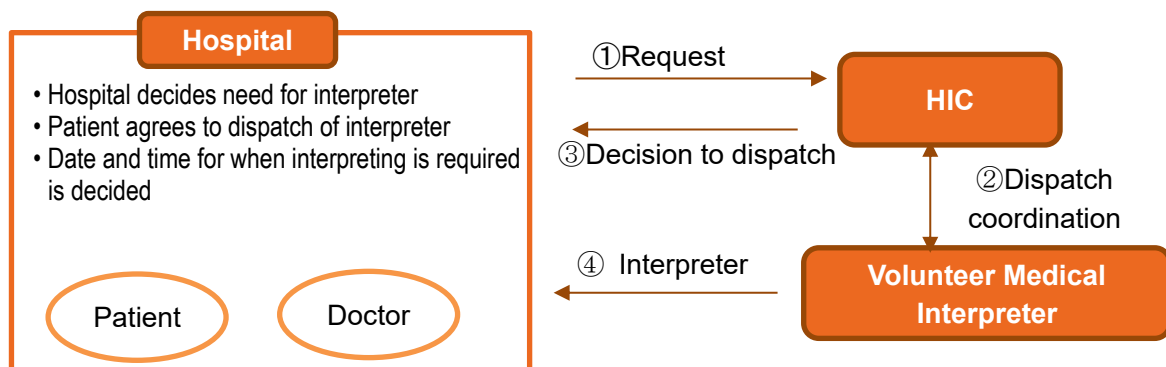 Hospital
• Hospital decides need for interpreter
• Patient agrees to dispatch of interpreter
• Date and time for when interpreting is required
is decided
Patient
Doctor
①Request
③Decision to dispatch
④ Interpreter
HIC
②Dispatch
coordination
Volunteer Medical
Interpreter